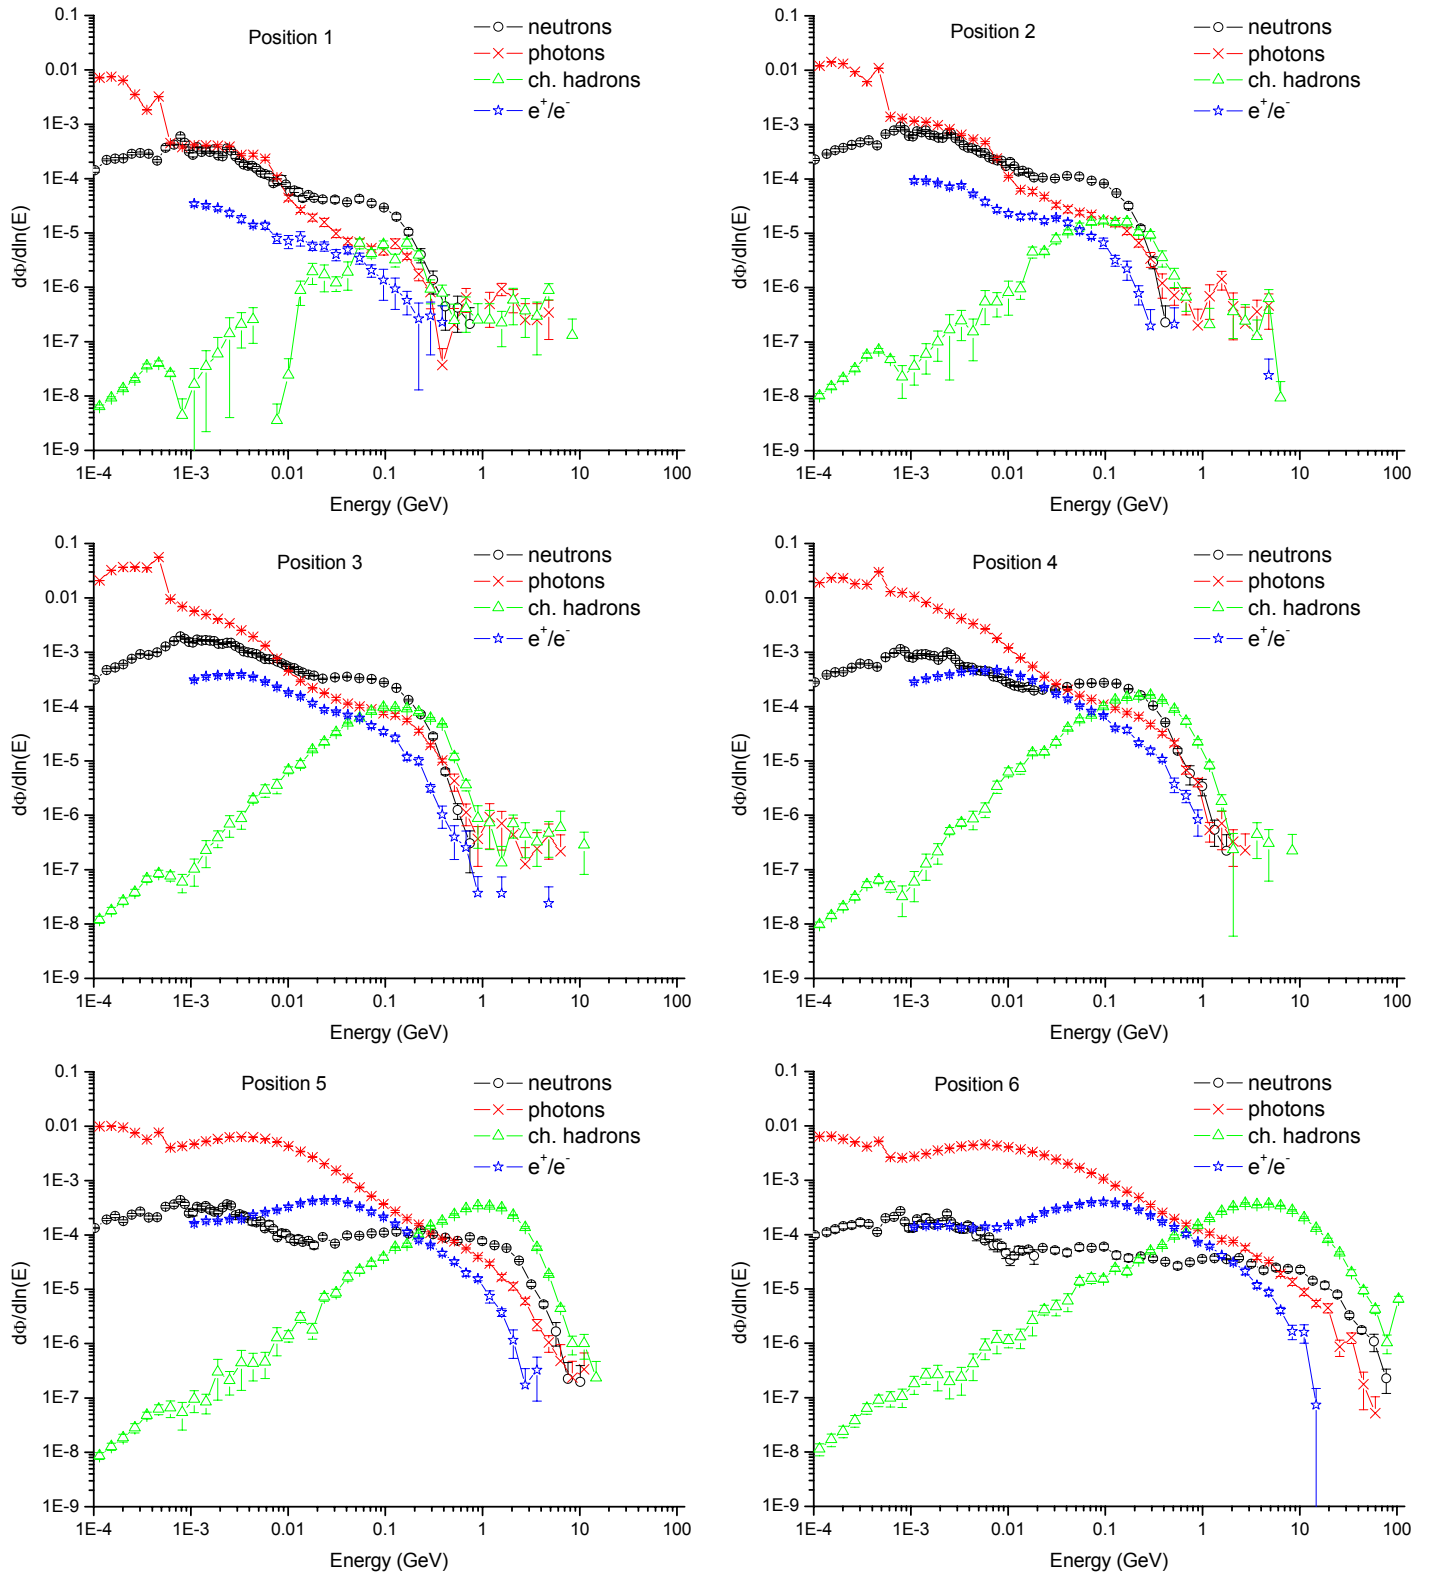 Position 1
neutrons
photons
ch. hadrons
e+/e-
0.1
0.01
1E-3
1E-4
1E-5
1E-6
1E-7
1E-8
1E-9
dΦ/dln(E)
1E-4 1E-3 0.01 0.1 1 10 100
Energy (GeV)
Position 2
neutrons
photons
ch. hadrons
e+/e-
0.1
0.01
1E-3
1E-4
1E-5
1E-6
1E-7
1E-8
1E-9
dΦ/dln(E)
1E-4 1E-3 0.01 0.1 1 10 100
Energy (GeV)
Position 3
neutrons
photons
ch. hadrons
e+/e-
0.1
0.01
1E-3
1E-4
1E-5
1E-6
1E-7
1E-8
1E-9
dΦ/dln(E)
1E-4 1E-3 0.01 0.1 1 10 100
Energy (GeV)
Position 4
neutrons
photons
ch. hadrons
e+/e-
0.1
0.01
1E-3
1E-4
1E-5
1E-6
1E-7
1E-8
1E-9
dΦ/dln(E)
1E-4 1E-3 0.01 0.1 1 10 100
Energy (GeV)
Position 5
neutrons
photons
ch. hadrons
e+/e-
0.1
0.01
1E-3
1E-4
1E-5
1E-6
1E-7
1E-8
1E-9
dΦ/dln(E)
1E-4 1E-3 0.01 0.1 1 10 100
Energy (GeV)
Position 6
neutrons
photons
ch. hadrons
e+/e-
0.1
0.01
1E-3
1E-4
1E-5
1E-6
1E-7
1E-8
1E-9
dΦ/dln(E)
1E-4 1E-3 0.01 0.1 1 10 100
Energy (GeV)